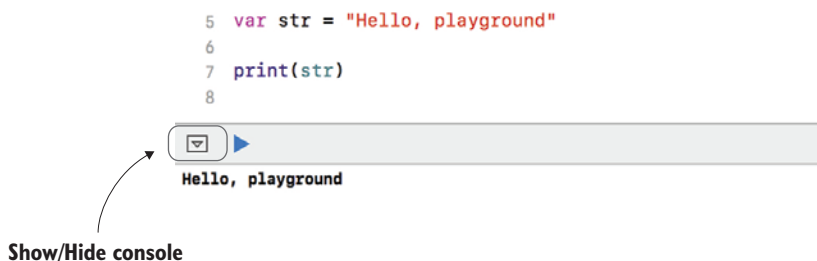 5 var str = "Hello, playground"
6
7 print(str)
8
Hello, playground
Show/Hide console